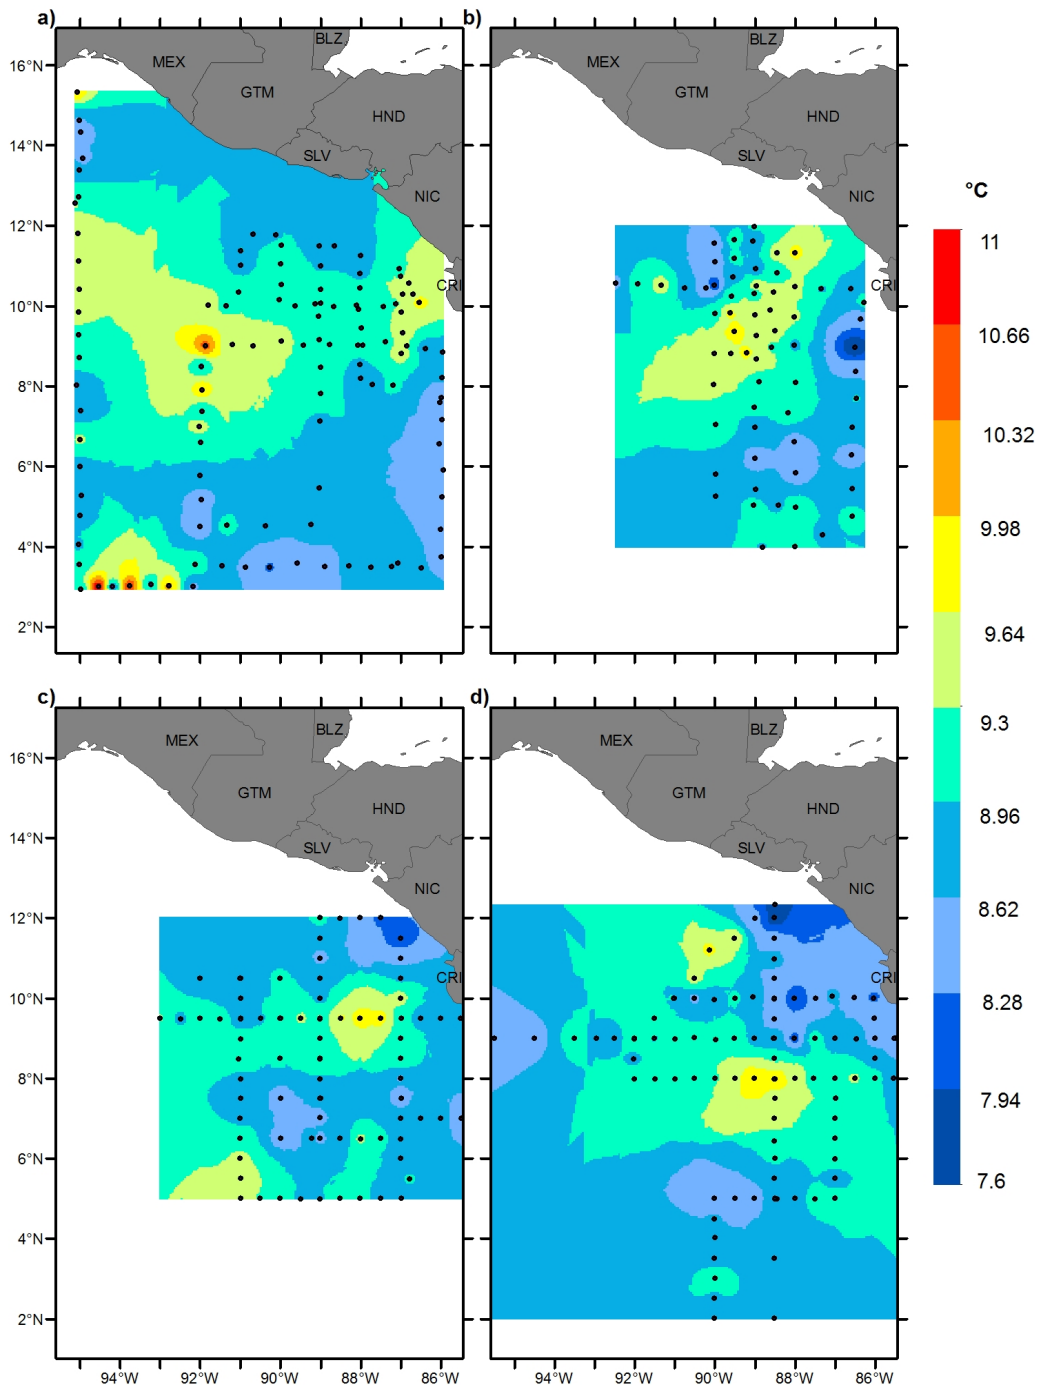 a)
b)
BLZ
BLZ
16°N
MEX
MEX
GTM
GTM
HND
HND
14°N
SLV
SLV
NIC
NIC
12°N
CRI
CRI
10°N
8°N
6°N
4°N
2°N
°C
11
10.66
10.32
9.98
9.64
9.3
8.96
8.62
8.28
7.94
7.6
c)
d)
BLZ
BLZ
MEX
MEX
16°N
GTM
GTM
HND
HND
14°N
SLV
SLV
NIC
NIC
12°N
CRI
CRI
10°N
8°N
6°N
4°N
2°N
94°W 92°W 90°W 88°W 86°W
94°W 92°W 90°W 88°W 86°W